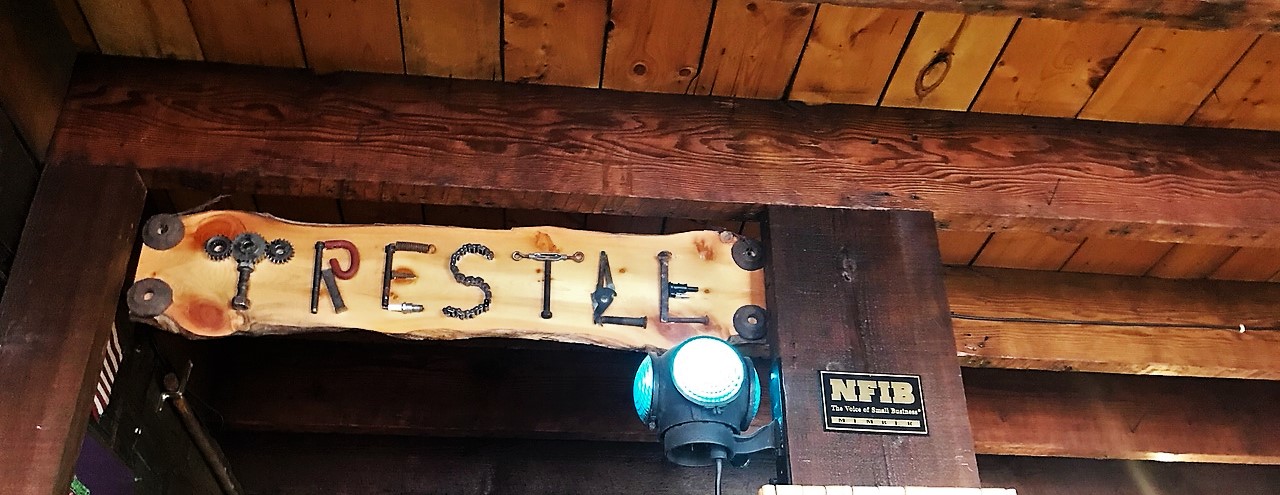 TRESTLE
NFIB
The Voice of Small Business®
MEMBER